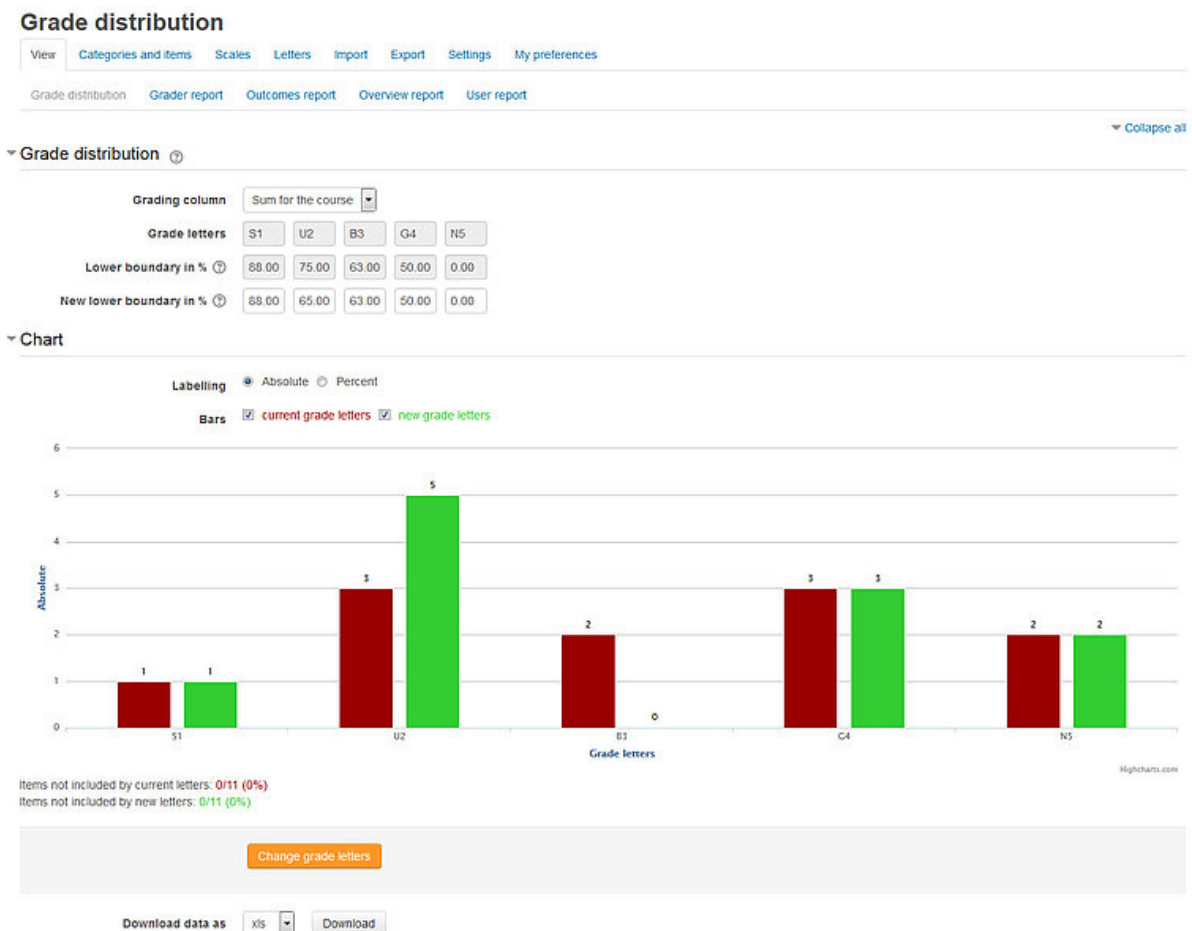 Grade distribution
View Categories and items Scales Letters Import Export Settings My preferences
Grade distribution Grader report Outcomes report Overview report User report
Collapse all
Grade distribution ?
Grading column Sum for the course
Grade letters S1 U2 B3 G4 N5
Lower boundary in % ? 88.00 75.00 63.00 50.00 0.00
New lower boundary in % ? 88.00 65.00 63.00 50.00 0.00
Chart
Labelling Absolute Percent
Bars current grade letters new grade letters
6
5
5
4
3 3 3
Absolute
3
2 2 2
2
1 1
1
0
0
S1 U2 B3 G4 N5
Grade letters
Highcharts.com
Items not included by current letters: 0/11 (0%)
Items not included by new letters: 0/11 (0%)
Change grade letters
Download data as xls Download